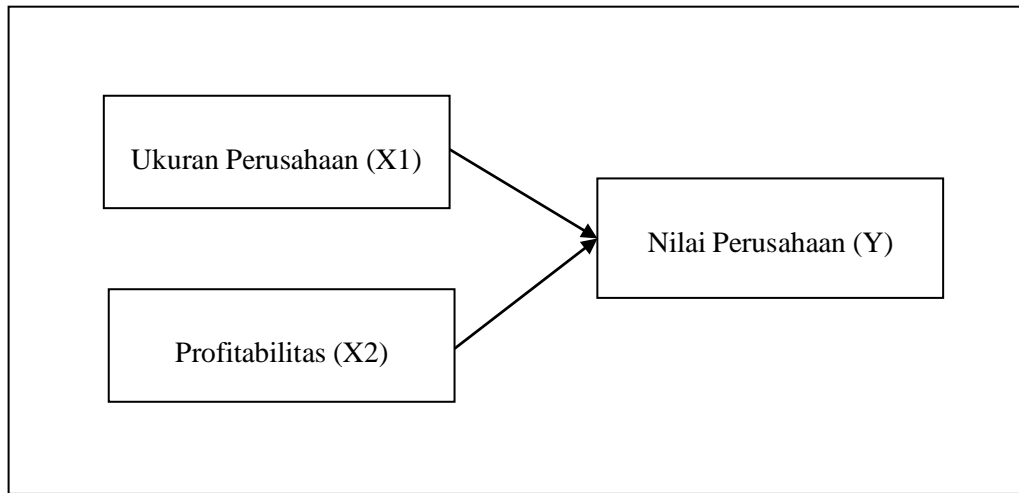 Ukuran Perusahaan (X1)
Nilai Perusahaan (Y)
Profitabilitas (X2)